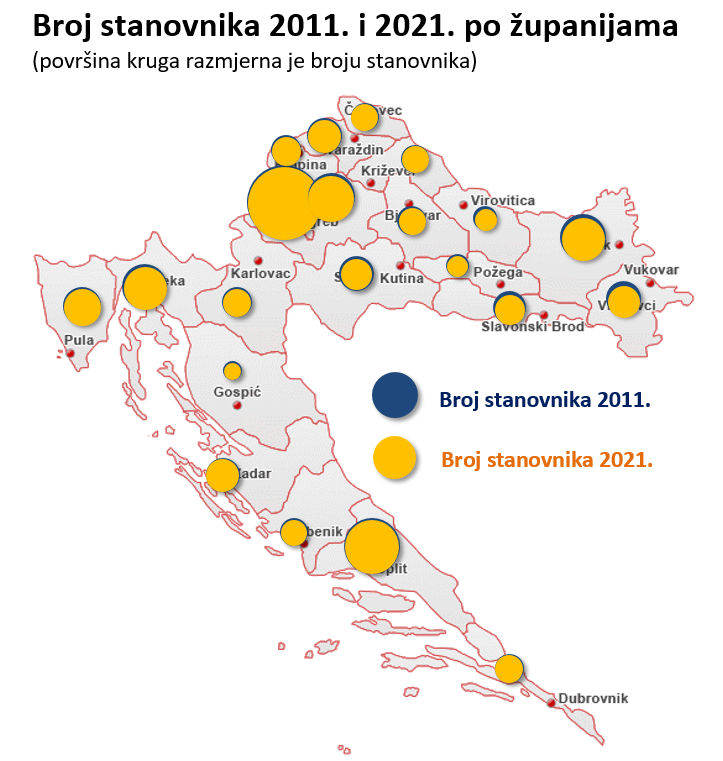 Broj stanovnika 2011. i 2021. po županijama
(površina kruga razmjerna je broju stanovnika)
Varaždin
Križevci
Virovitica
Karlovac
Kutina
Požega
Vukovar
Slavonski Brod
Pula
Gospić
Broj stanovnika 2011.
Broj stanovnika 2021.
Dubrovnik